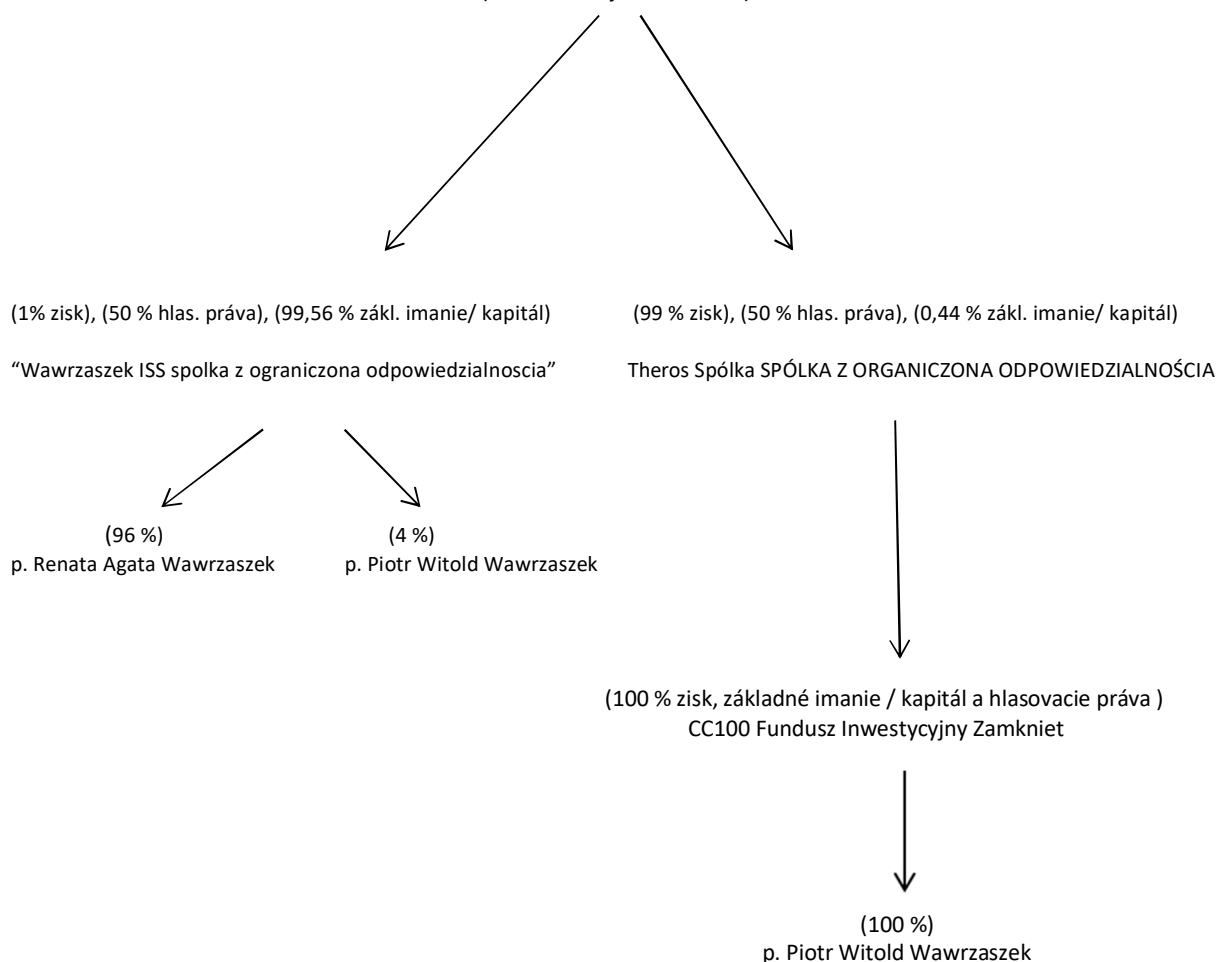 (1% zisk), (50 % hlas. práva), (99,56 % zákl. imanie/ kapitál)
“Wawrzaszek ISS spolka z ograniczona odpowiedzialnoscia”
(99 % zisk), (50 % hlas. práva), (0,44 % zákl. imanie/ kapitál)
Theros Spólka SPÓLKA Z ORGANICZONA ODPOWIEDZIALNOŚCIA
(96 %)
p. Renata Agata Wawrzaszek
(4 %)
p. Piotr Witold Wawrzaszek
(100 % zisk, základné imanie / kapitál a hlasovacie práva )
CC100 Fundusz Inwestycyjny Zamkniet
(100 %)
p. Piotr Witold Wawrzaszek